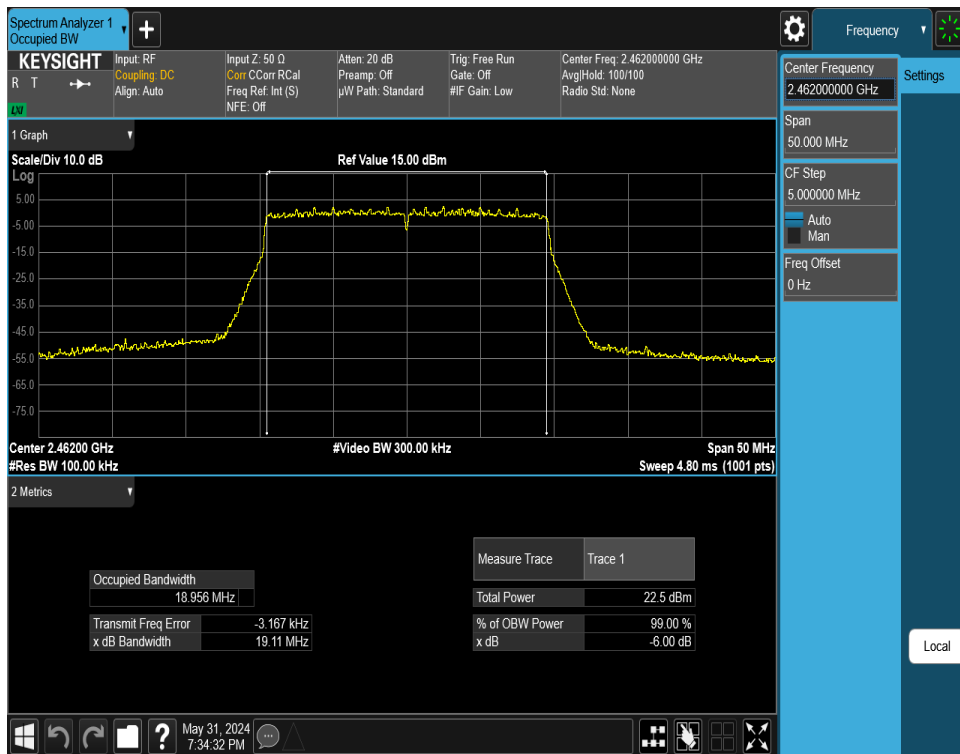 Spectrum Analyzer 1
Occupied BW
Frequency
KEYSIGHT
R T
LXI
Input: RF
Coupling: DC
Align: Auto
Input Z: 50 Ω
Corr CCorr RCal
Freq Ref: Int (S)
NFE: Off
Atten: 20 dB
Preamp: Off
µW Path: Standard
Trig: Free Run
Gate: Off
#IF Gain: Low
Center Freq: 2.462000000 GHz
Avg|Hold: 100/100
Radio Std: None
Center Frequency
2.462000000 GHz
Settings
Span
50.000 MHz
CF Step
5.000000 MHz
Auto
Man
Freq Offset
0 Hz
Local
1 Graph
Scale/Div 10.0 dB
Ref Value 15.00 dBm
Log
5.00
-5.00
-15.0
-25.0
-35.0
-45.0
-55.0
-65.0
-75.0
Center 2.46200 GHz
#Video BW 300.00 kHz
Span 50 MHz
#Res BW 100.00 kHz
Sweep 4.80 ms (1001 pts)
2 Metrics
Occupied Bandwidth
18.956 MHz
Transmit Freq Error -3.167 kHz
x dB Bandwidth 19.11 MHz
Measure Trace Trace 1
Total Power 22.5 dBm
% of OBW Power 99.00 %
x dB -6.00 dB
May 31, 2024
7:34:32 PM